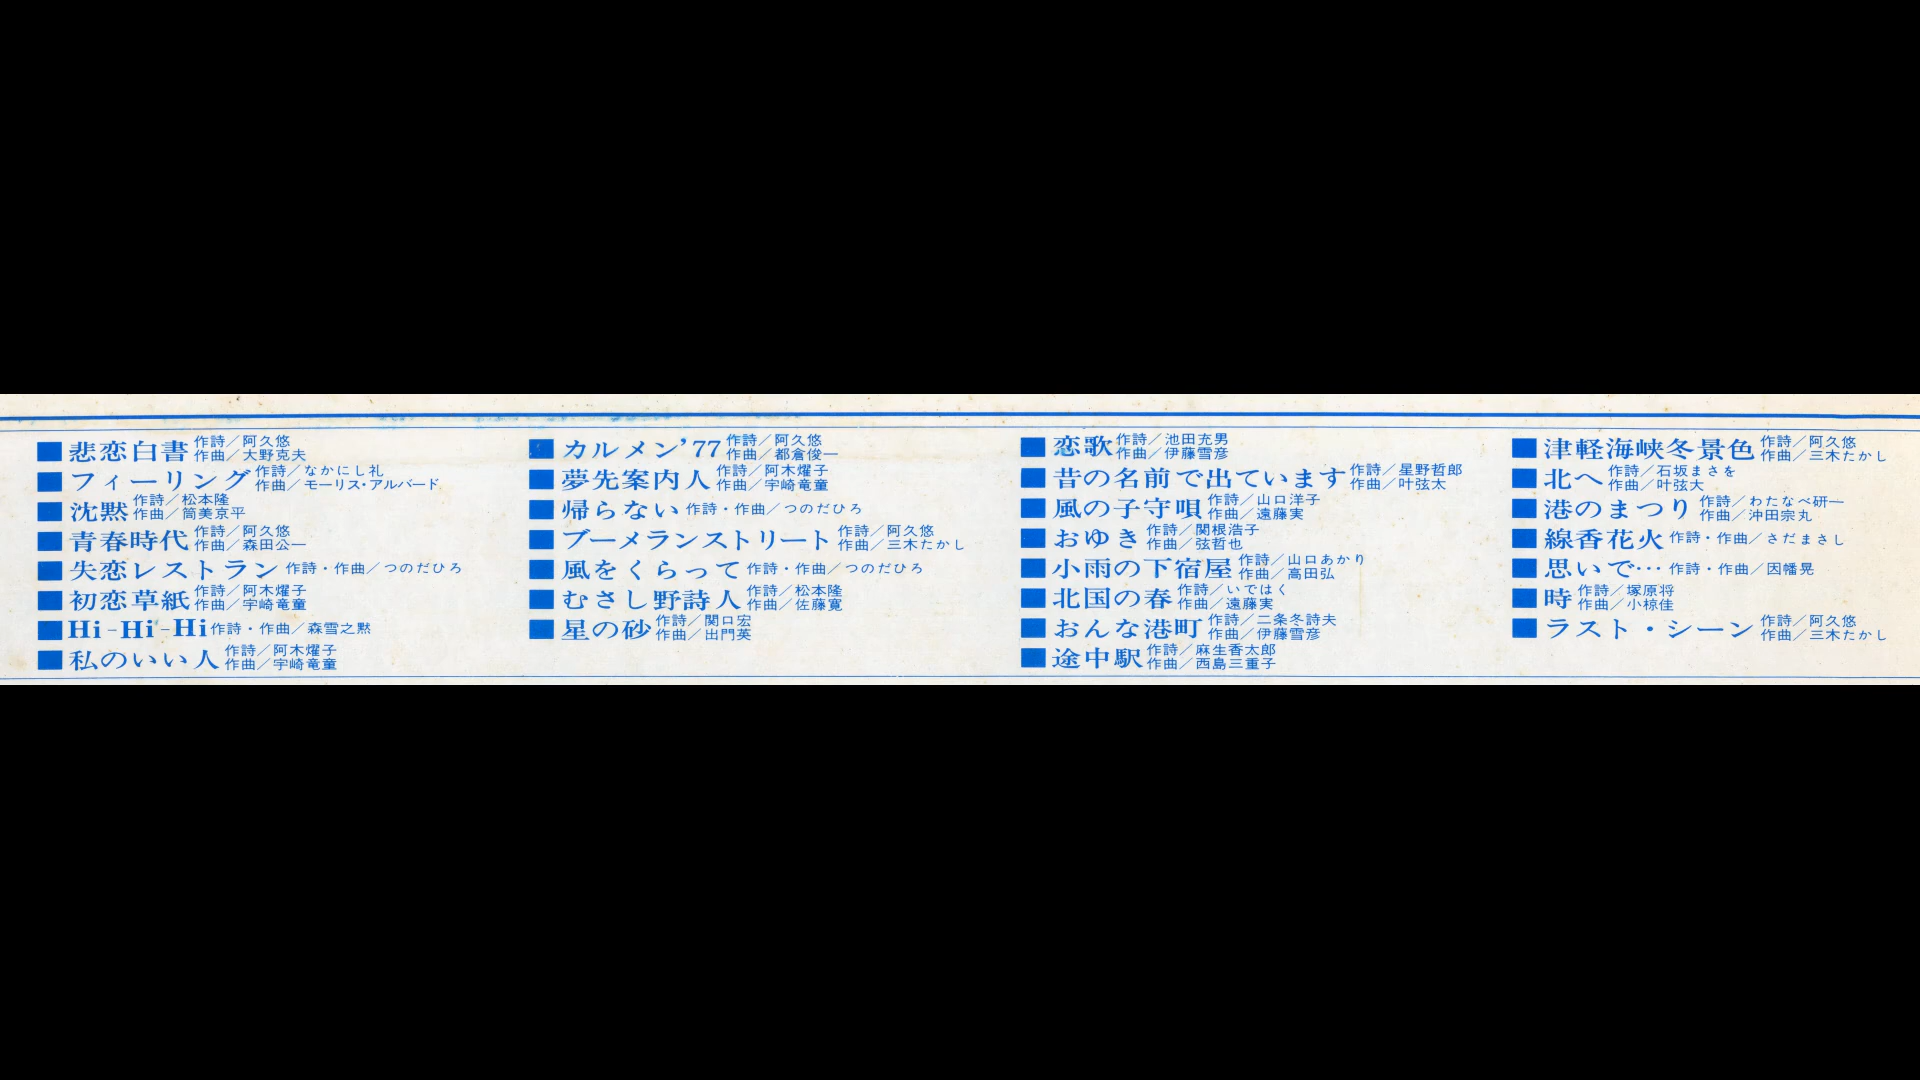 ■悲恋白書 作詩／阿久悠 作曲／大野克夫
■フィーリング 作詩／なかにし礼 作曲／モーリス・アルバード
■沈黙 作詩／松本隆 作曲／筒美京平
■青春時代 作詩／阿久悠 作曲／森田公一
■失恋レストラン 作詩・作曲／つのだひろ
■初恋草紙 作詩／阿木燿子 作曲／宇崎竜童
■Hi-Hi-Hi 作詩・作曲／森雪之黙
■私のいい人 作詩／阿木燿子 作曲／宇崎竜童
■カルメン'77 作詩／阿久悠 作曲／都倉俊一
■夢先案内人 作詩／阿木燿子 作曲／宇崎竜童
■帰らない 作詩・作曲／つのだひろ
■ブーメランストリート 作詩／阿久悠 作曲／三木たかし
■風をくらって 作詩・作曲／つのだひろ
■むさし野詩人 作詩／松本隆 作曲／佐藤寛
■星の砂 作詩／関口宏 作曲／出門英
■恋歌 作詩／池田充男 作曲／伊藤雪彦
■昔の名前で出ています 作詩／星野哲郎 作曲／叶弦太
■風の子守唄 作詩／山口洋子 作曲／遠藤実
■おゆき 作詩／関根浩子 作曲／弦哲也
■小雨の下宿屋 作詩／山口あかり 作曲／高田弘
■北国の春 作詩／いではく 作曲／遠藤実
■おんな港町 作詩／二条冬詩夫 作曲／伊藤雪彦
■途中駅 作詩／麻生香太郎 作曲／西島三重子
■津軽海峡冬景色 作詩／阿久悠 作曲／三木たかし
■北へ 作詩／石坂まさを 作曲／叶弦大
■港のまつり 作詩／わたなべ研一 作曲／沖田宗丸
■線香花火 作詩・作曲／さだまさし
■思いで… 作詩・作曲／因幡晃
■時 作詩／塚原将 作曲／小椋佳
■ラスト・シーン 作詩／阿久悠 作曲／三木たかし